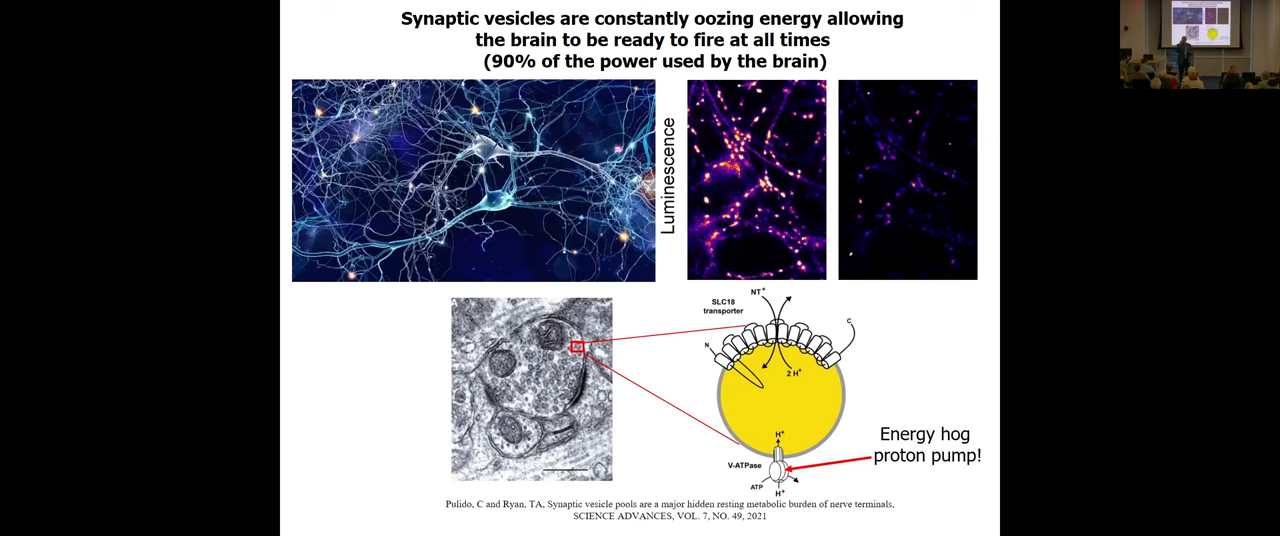 Synaptic vesicles are constantly oozing energy allowing
the brain to be ready to fire at all times
(90% of the power used by the brain)
Luminescence
NT+
SLC18
transporter
N
C
2 H+
H+
V-ATPase
ATP
H+
Energy hog
proton pump!
Pulido, C and Ryan, TA, Synaptic vesicle pools are a major hidden resting metabolic burden of nerve terminals,
SCIENCE ADVANCES, VOL. 7, NO. 49, 2021